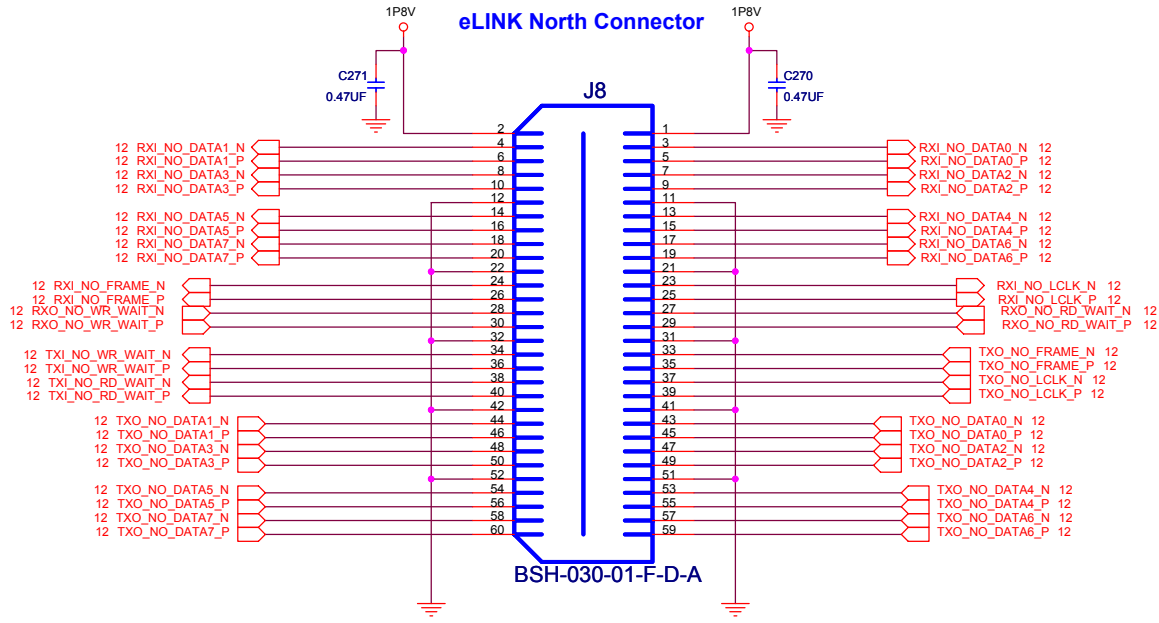 1P8V
eLINK North Connector
1P8V
C271
0.47UF
C270
0.47UF
J8
2 1
12 RXI_NO_DATA1_N 4 3 RXI_NO_DATA0_N 12
12 RXI_NO_DATA1_P 6 5 RXI_NO_DATA0_P 12
12 RXI_NO_DATA3_N 8 7 RXI_NO_DATA2_N 12
12 RXI_NO_DATA3_P 10 9 RXI_NO_DATA2_P 12
12 11
12 RXI_NO_DATA5_N 14 13 RXI_NO_DATA4_N 12
12 RXI_NO_DATA5_P 16 15 RXI_NO_DATA4_P 12
12 RXI_NO_DATA7_N 18 17 RXI_NO_DATA6_N 12
12 RXI_NO_DATA7_P 20 19 RXI_NO_DATA6_P 12
22 21
12 RXI_NO_FRAME_N 24 23 RXI_NO_LCLK_N 12
12 RXI_NO_FRAME_P 26 25 RXI_NO_LCLK_P 12
12 RXO_NO_WR_WAIT_N 28 27 RXO_NO_RD_WAIT_N 12
12 RXO_NO_WR_WAIT_P 30 29 RXO_NO_RD_WAIT_P 12
32 31
12 TXI_NO_WR_WAIT_N 34 33 TXO_NO_FRAME_N 12
12 TXI_NO_WR_WAIT_P 36 35 TXO_NO_FRAME_P 12
12 TXI_NO_RD_WAIT_N 38 37 TXO_NO_LCLK_N 12
12 TXI_NO_RD_WAIT_P 40 39 TXO_NO_LCLK_P 12
42 41
12 TXO_NO_DATA1_N 44 43 TXO_NO_DATA0_N 12
12 TXO_NO_DATA1_P 46 45 TXO_NO_DATA0_P 12
12 TXO_NO_DATA3_N 48 47 TXO_NO_DATA2_N 12
12 TXO_NO_DATA3_P 50 49 TXO_NO_DATA2_P 12
52 51
12 TXO_NO_DATA5_N 54 53 TXO_NO_DATA4_N 12
12 TXO_NO_DATA5_P 56 55 TXO_NO_DATA4_P 12
12 TXO_NO_DATA7_N 58 57 TXO_NO_DATA6_N 12
12 TXO_NO_DATA7_P 60 59 TXO_NO_DATA6_P 12
BSH-030-01-F-D-A